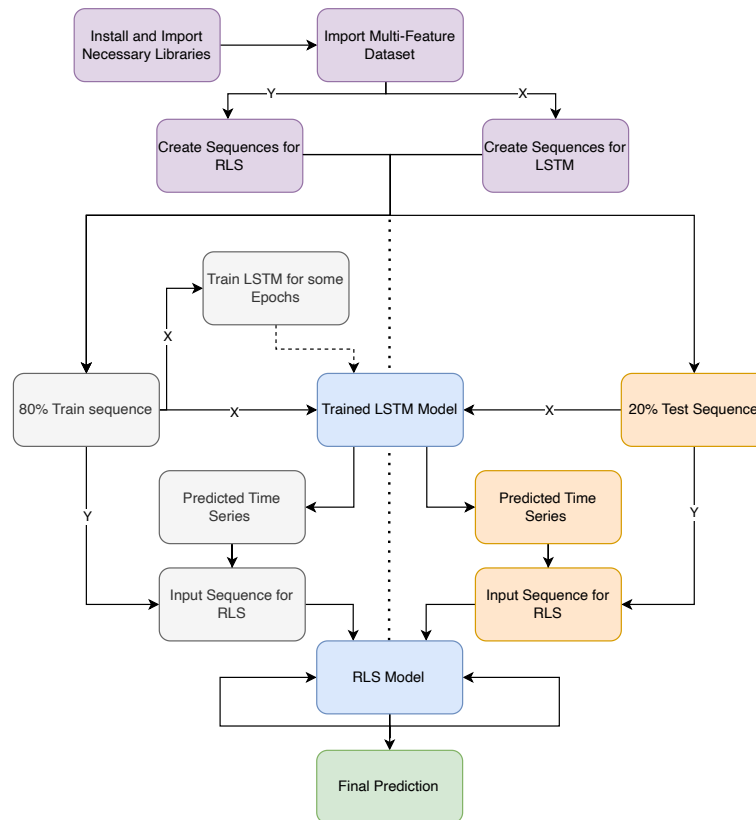 Install and Import
Necessary Libraries
Import Multi-Feature
Dataset
Y
X
Create Sequences for
RLS
Create Sequences for
LSTM
Train LSTM for some
Epochs
X
80% Train sequence
X
Trained LSTM Model
X
20% Test Sequence
Predicted Time
Series
Predicted Time
Series
Y
Y
Input Sequence for
RLS
Input Sequence for
RLS
RLS Model
Final Prediction